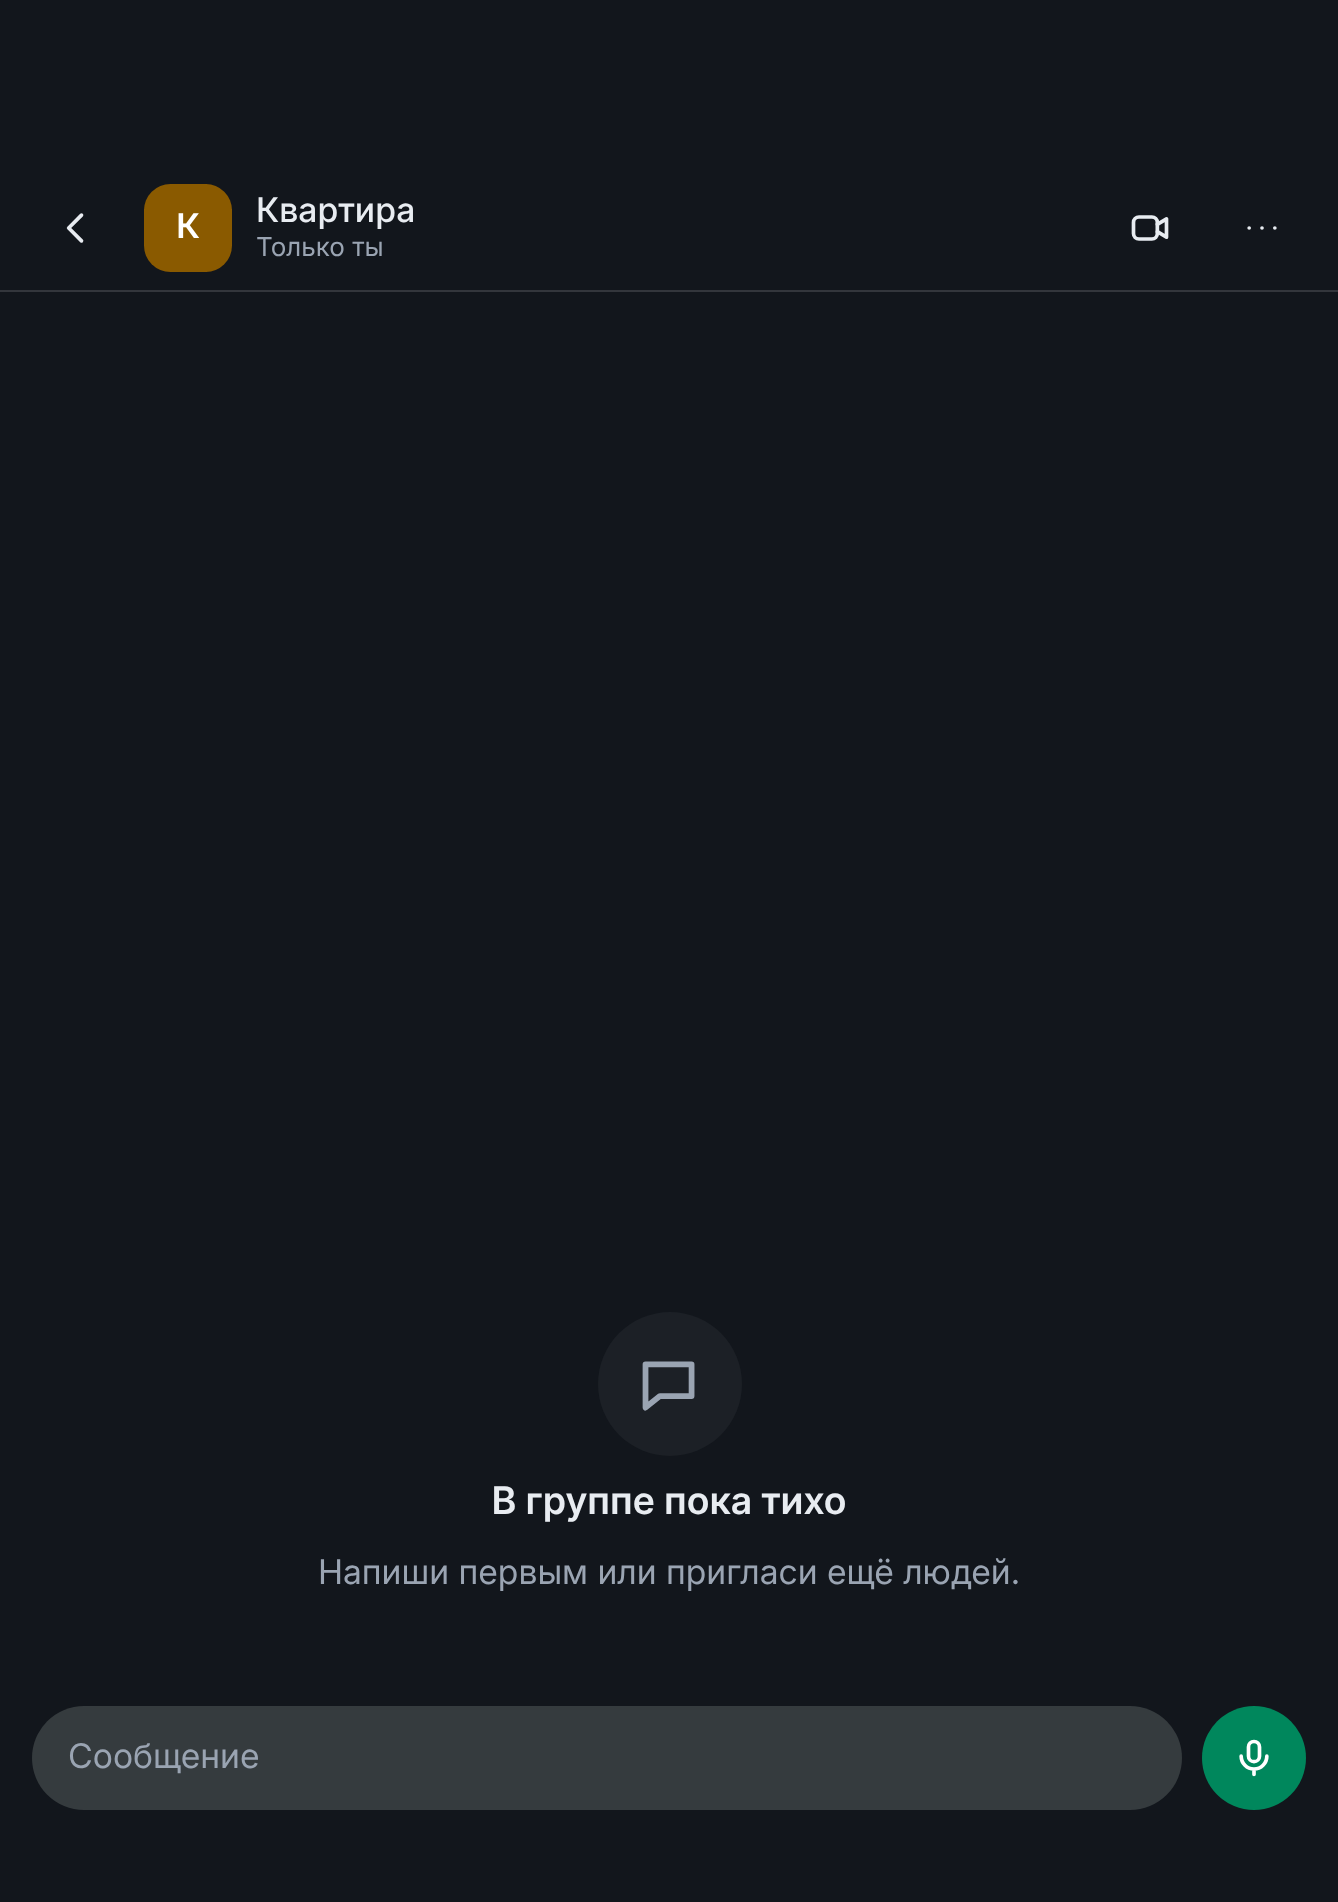 К
Квартира
Только ты
В группе пока тихо
Напиши первым или пригласи ещё людей.
Сообщение